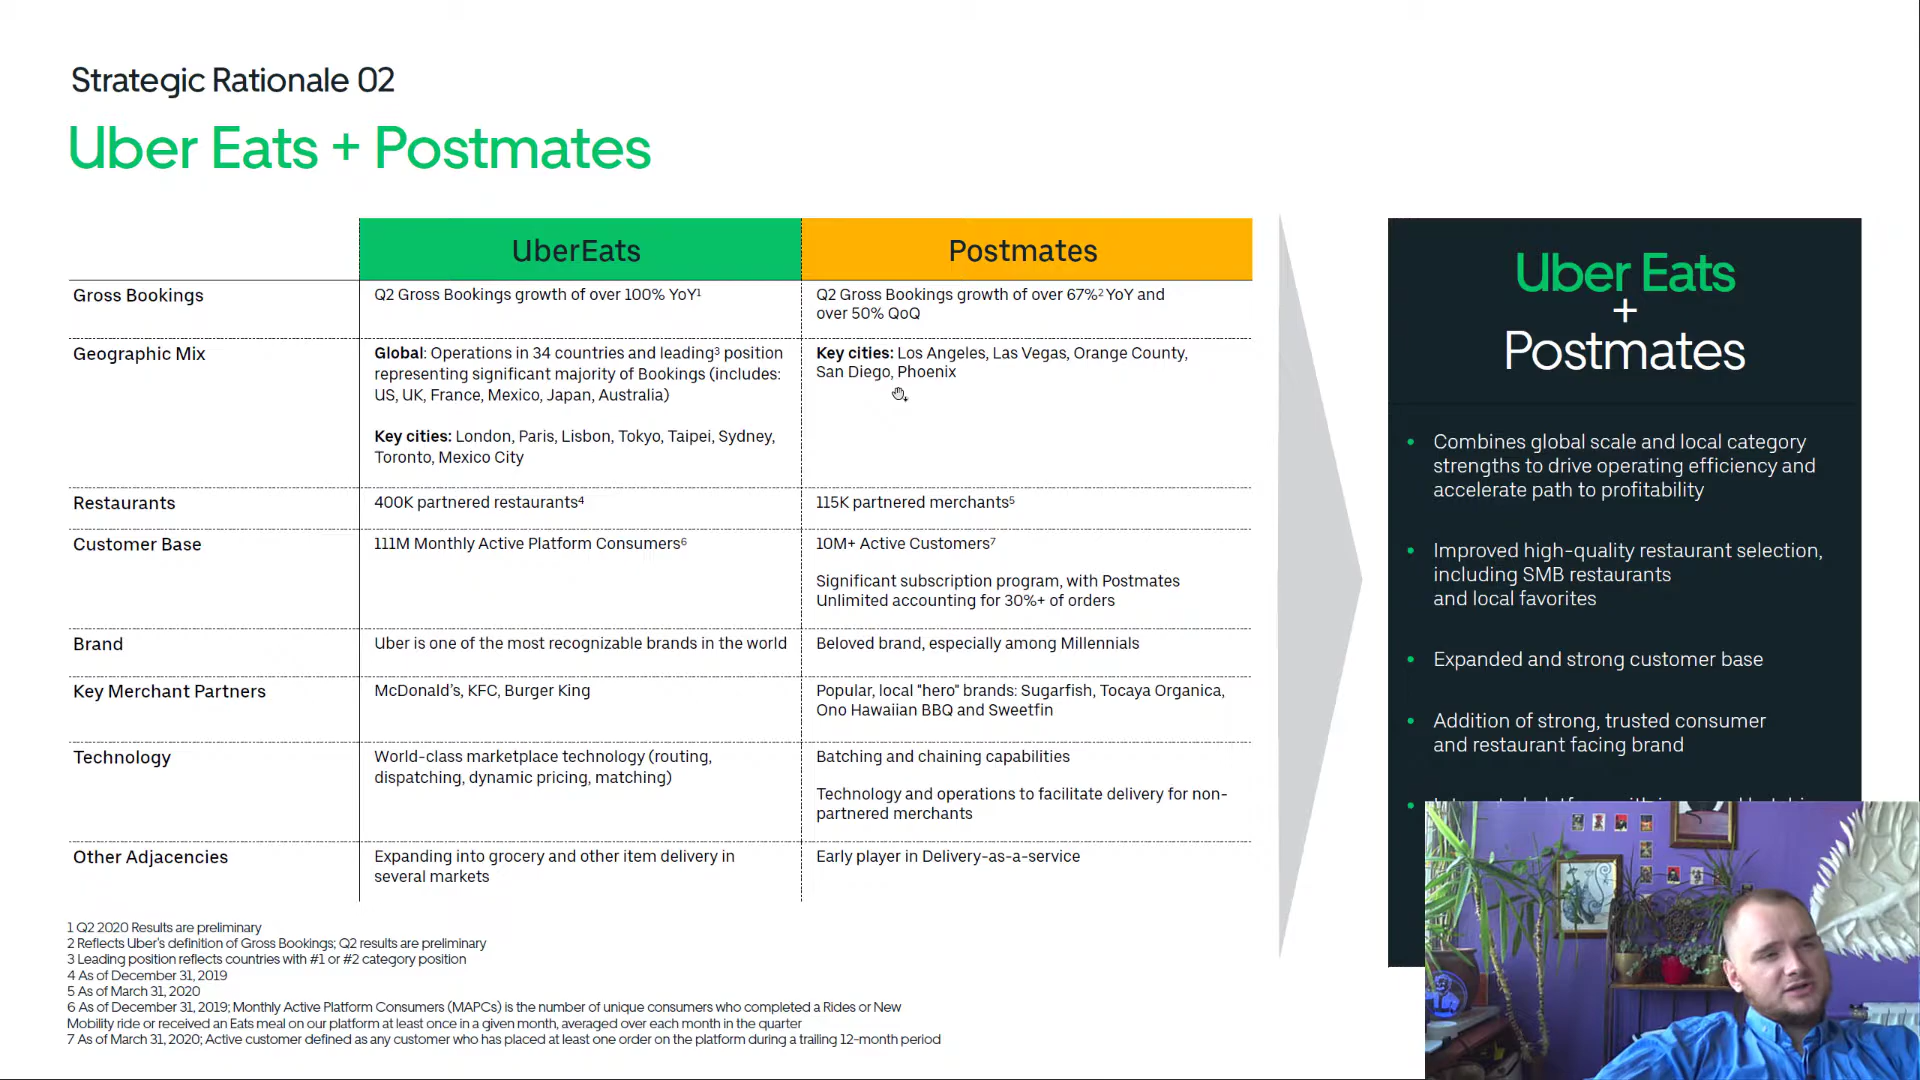 Strategic Rationale 02
Uber Eats + Postmates
UberEats
Postmates
Gross Bookings
Q2 Gross Bookings growth of over 100% YoY¹
Q2 Gross Bookings growth of over 67%² YoY and
over 50% QoQ
Geographic Mix
Global: Operations in 34 countries and leading³ position
representing significant majority of Bookings (includes:
US, UK, France, Mexico, Japan, Australia)
Key cities: London, Paris, Lisbon, Tokyo, Taipei, Sydney,
Toronto, Mexico City
Key cities: Los Angeles, Las Vegas, Orange County,
San Diego, Phoenix
Restaurants
400K partnered restaurants⁴
115K partnered merchants⁵
Customer Base
111M Monthly Active Platform Consumers⁶
10M+ Active Customers⁷
Significant subscription program, with Postmates
Unlimited accounting for 30%+ of orders
Brand
Uber is one of the most recognizable brands in the world
Beloved brand, especially among Millennials
Key Merchant Partners
McDonald's, KFC, Burger King
Popular, local "hero" brands: Sugarfish, Tocaya Organica,
Ono Hawaiian BBQ and Sweetfin
Technology
World-class marketplace technology (routing,
dispatching, dynamic pricing, matching)
Batching and chaining capabilities
Technology and operations to facilitate delivery for non-
partnered merchants
Other Adjacencies
Expanding into grocery and other item delivery in
several markets
Early player in Delivery-as-a-service
1 Q2 2020 Results are preliminary
2 Reflects Uber's definition of Gross Bookings; Q2 results are preliminary
3 Leading position reflects countries with #1 or #2 category position
4 As of December 31, 2019
5 As of March 31, 2020
6 As of December 31, 2019; Monthly Active Platform Consumers (MAPCs) is the number of unique consumers who completed a Rides or New
Mobility ride or received an Eats meal on our platform at least once in a given month, averaged over each month in the quarter
7 As of March 31, 2020; Active customer defined as any customer who has placed at least one order on the platform during a trailing 12-month period
Uber Eats
+
Postmates
• Combines global scale and local category
strengths to drive operating efficiency and
accelerate path to profitability
• Improved high-quality restaurant selection,
including SMB restaurants
and local favorites
• Expanded and strong customer base
• Addition of strong, trusted consumer
and restaurant facing brand